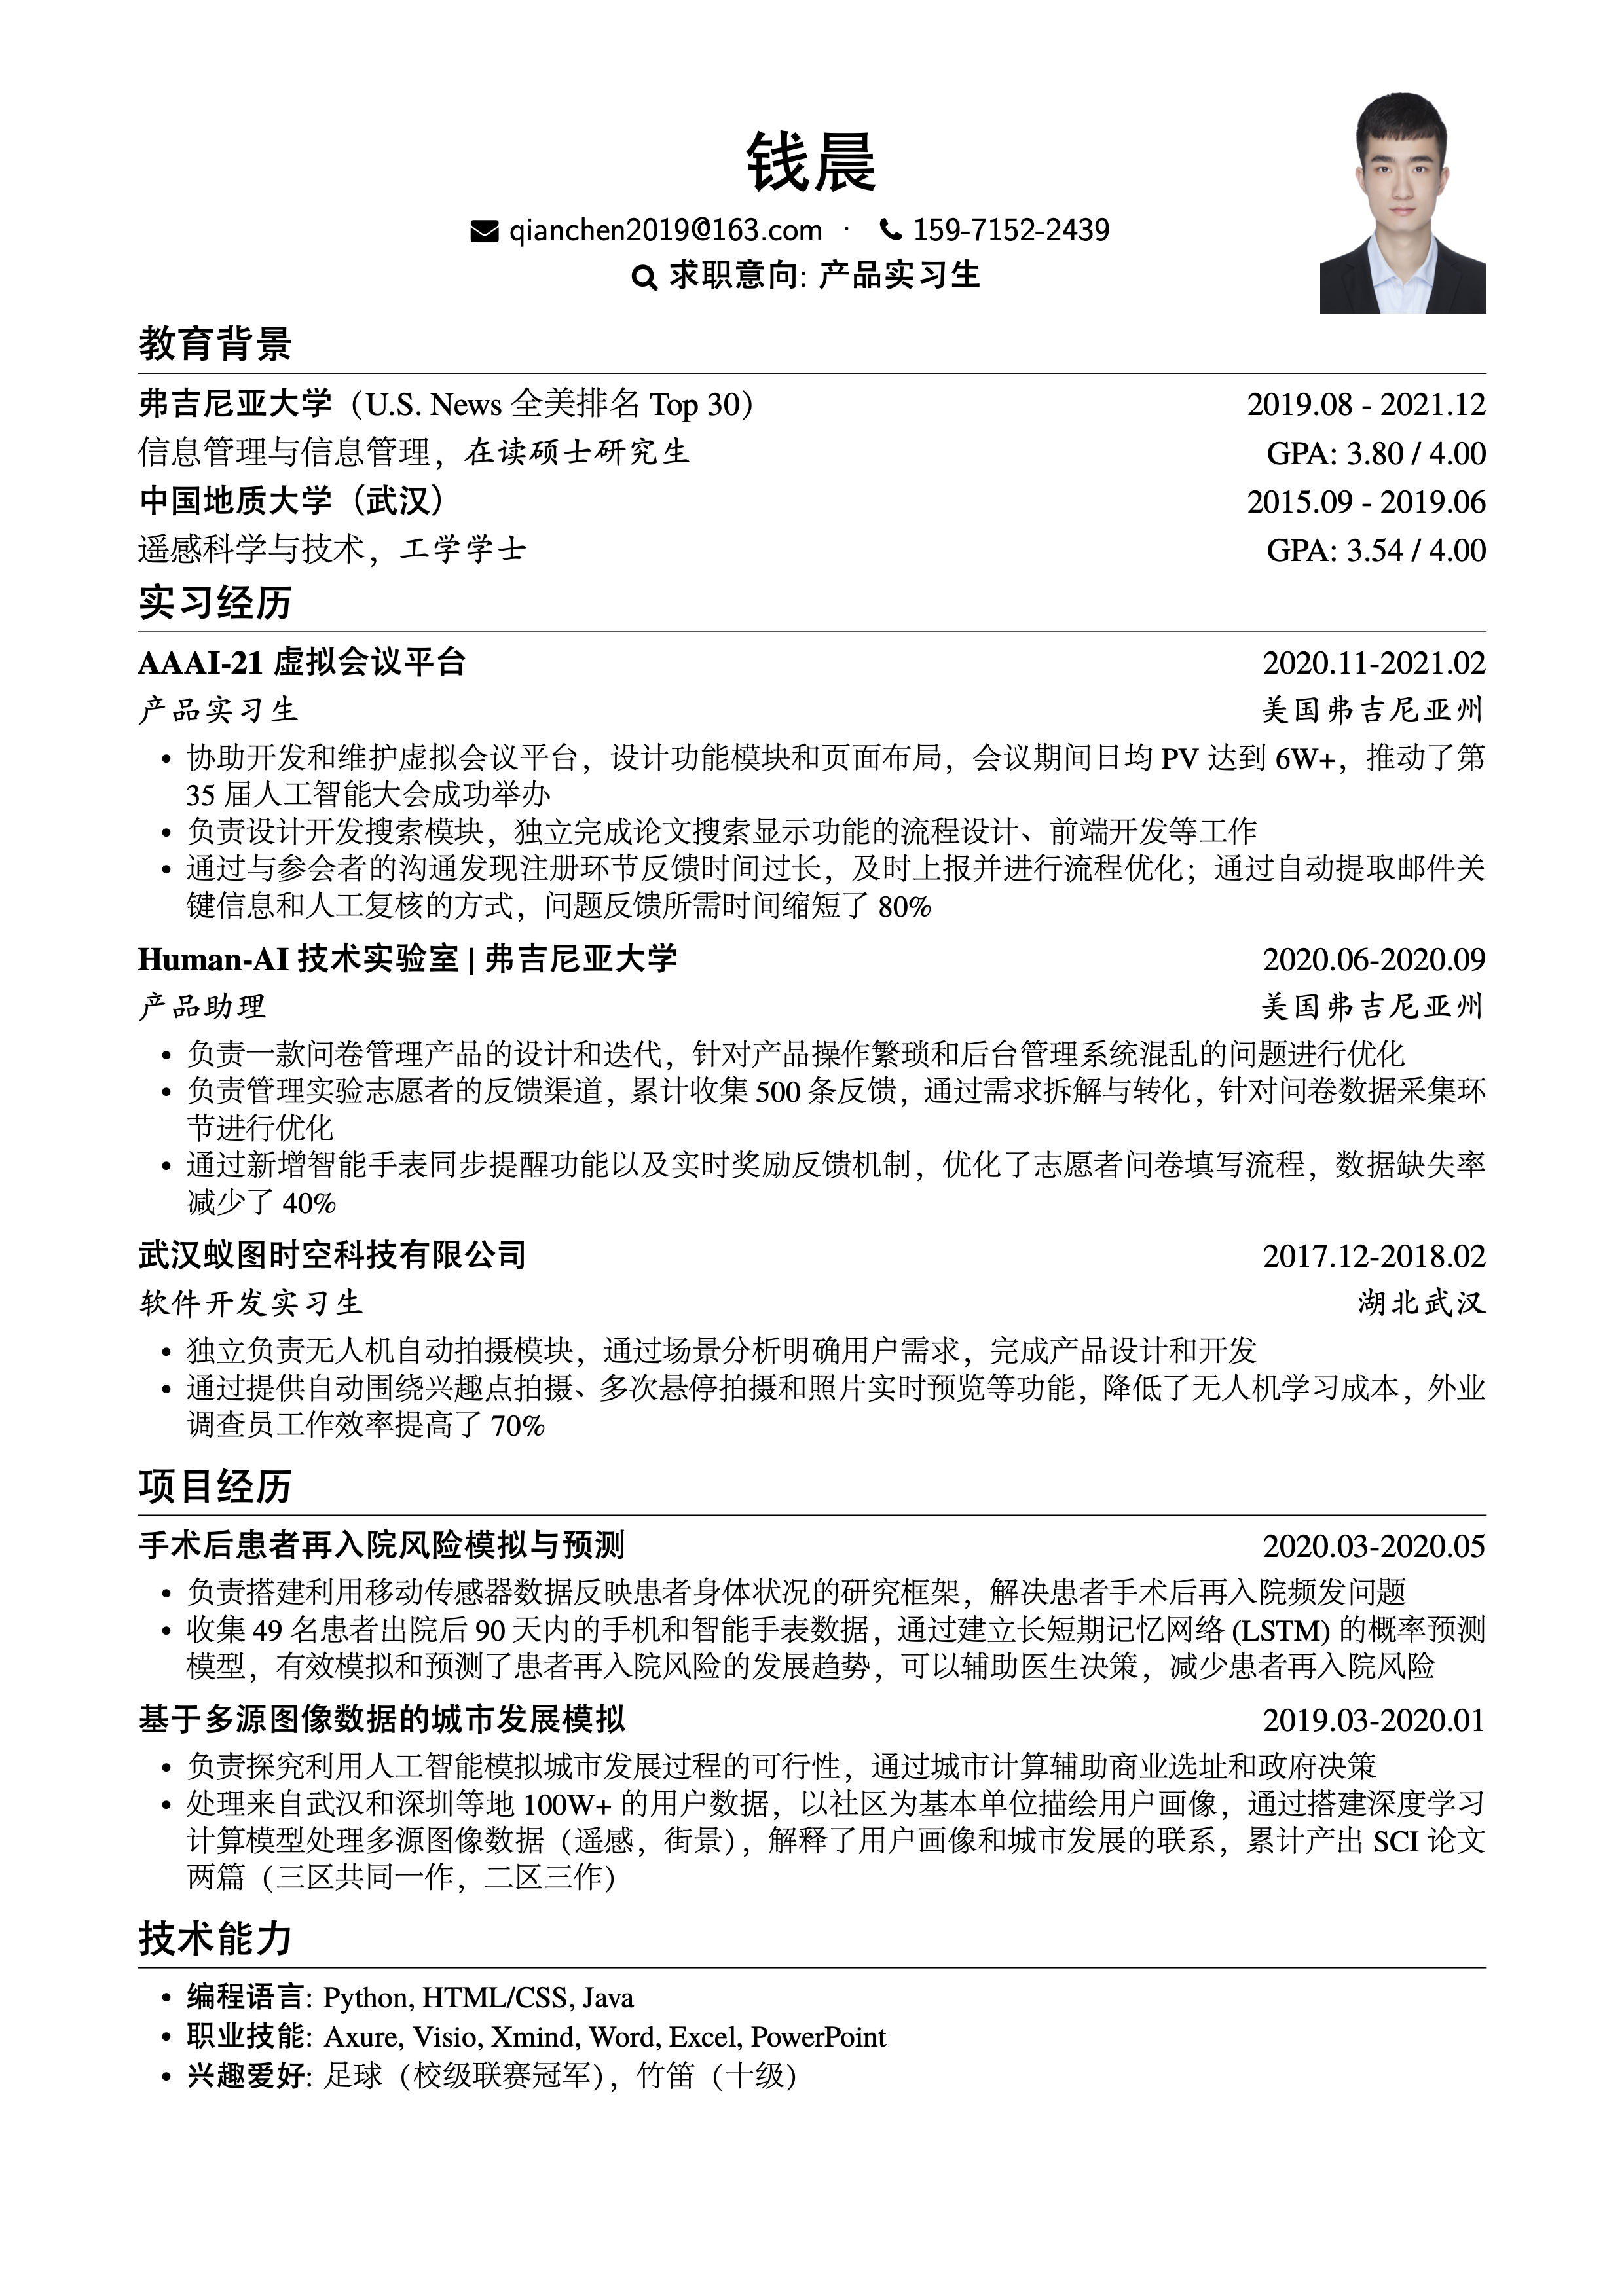 钱晨
qianchen2019@163.com · 159-7152-2439
求职意向: 产品实习生
教育背景
弗吉尼亚大学（U.S. News 全美排名 Top 30） 2019.08 - 2021.12
信息管理与信息管理，在读硕士研究生 GPA: 3.80 / 4.00
中国地质大学（武汉） 2015.09 - 2019.06
遥感科学与技术，工学学士 GPA: 3.54 / 4.00
实习经历
AAAI-21 虚拟会议平台 2020.11-2021.02
产品实习生 美国弗吉尼亚州
• 协助开发和维护虚拟会议平台，设计功能模块和页面布局，会议期间日均 PV 达到 6W+，推动了第
35 届人工智能大会成功举办
• 负责设计开发搜索模块，独立完成论文搜索显示功能的流程设计、前端开发等工作
• 通过与参会者的沟通发现注册环节反馈时间过长，及时上报并进行流程优化；通过自动提取邮件关
键信息和人工复核的方式，问题反馈所需时间缩短了 80%
Human-AI 技术实验室 | 弗吉尼亚大学 2020.06-2020.09
产品助理 美国弗吉尼亚州
• 负责一款问卷管理产品的设计和迭代，针对产品操作繁琐和后台管理系统混乱的问题进行优化
• 负责管理实验志愿者的反馈渠道，累计收集 500 条反馈，通过需求拆解与转化，针对问卷数据采集环
节进行优化
• 通过新增智能手表同步提醒功能以及实时奖励反馈机制，优化了志愿者问卷填写流程，数据缺失率
减少了 40%
武汉蚁图时空科技有限公司 2017.12-2018.02
软件开发实习生 湖北武汉
• 独立负责无人机自动拍摄模块，通过场景分析明确用户需求，完成产品设计和开发
• 通过提供自动围绕兴趣点拍摄、多次悬停拍摄和照片实时预览等功能，降低了无人机学习成本，外业
调查员工作效率提高了 70%
项目经历
手术后患者再入院风险模拟与预测 2020.03-2020.05
• 负责搭建利用移动传感器数据反映患者身体状况的研究框架，解决患者手术后再入院频发问题
• 收集 49 名患者出院后 90 天内的手机和智能手表数据，通过建立长短期记忆网络 (LSTM) 的概率预测
模型，有效模拟和预测了患者再入院风险的发展趋势，可以辅助医生决策，减少患者再入院风险
基于多源图像数据的城市发展模拟 2019.03-2020.01
• 负责探究利用人工智能模拟城市发展过程的可行性，通过城市计算辅助商业选址和政府决策
• 处理来自武汉和深圳等地 100W+ 的用户数据，以社区为基本单位描绘用户画像，通过搭建深度学习
计算模型处理多源图像数据（遥感，街景），解释了用户画像和城市发展的联系，累计产出 SCI 论文
两篇（三区共同一作，二区三作）
技术能力
• 编程语言: Python, HTML/CSS, Java
• 职业技能: Axure, Visio, Xmind, Word, Excel, PowerPoint
• 兴趣爱好: 足球（校级联赛冠军），竹笛（十级）